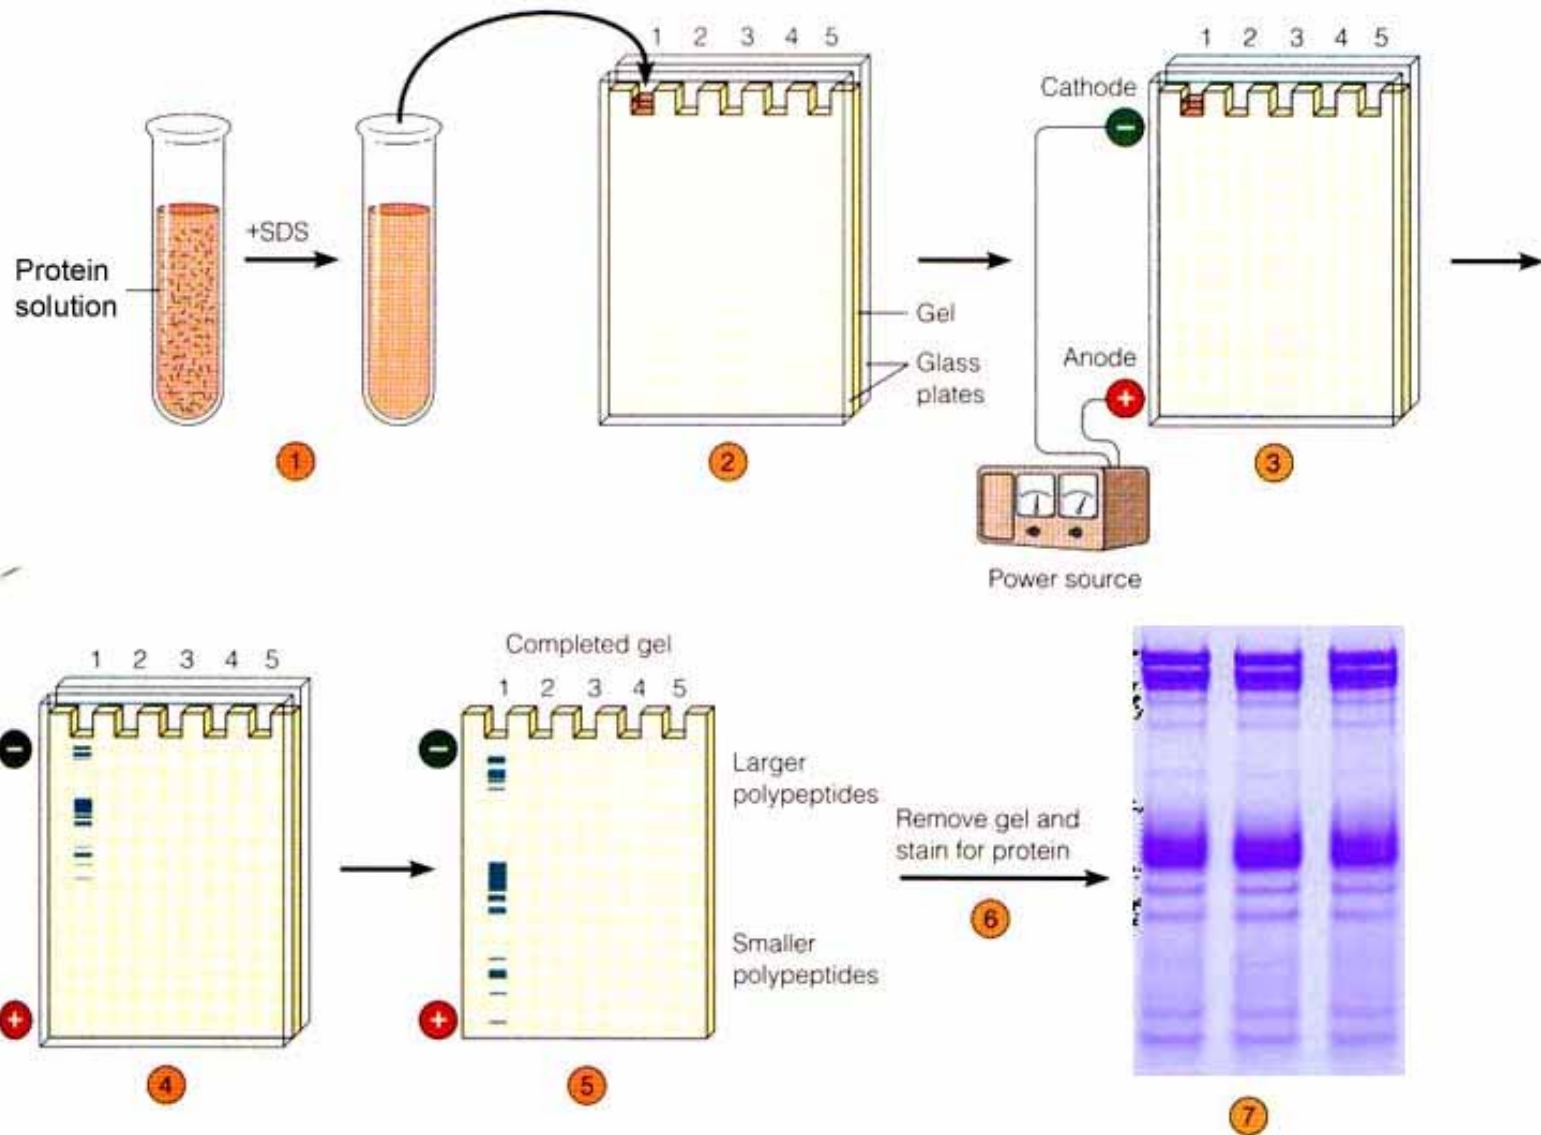 1 2 3 4 5
1 2 3 4 5
Cathode
−
+SDS
Protein
solution
Gel
Glass
plates
Anode
+
1
2
3
Power source
Completed gel
1 2 3 4 5
1 2 3 4 5
−
−
Larger
polypeptides
Remove gel and
stain for protein
6
Smaller
polypeptides
+
+
4
5
7